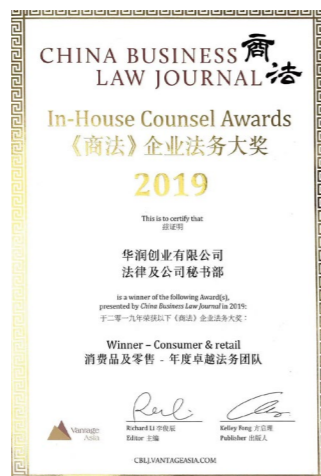 CHINA BUSINESS
LAW JOURNAL
商法
In-House Counsel Awards
《商法》企业法务大奖
2019
This is to certify that
兹证明
华润创业有限公司
法律及公司秘书部
is a winner of the following Award(s),
presented by China Business Law Journal in 2019:
于二零一九年荣获以下《商法》企业法务大奖：
Winner – Consumer & retail
消费品及零售 - 年度卓越法务团队
Vantage
Asia
Richard Li
Editor 主编
Kelley Fong 方启理
Publisher 出版人
CBLJ.VANTAGEASIA.COM